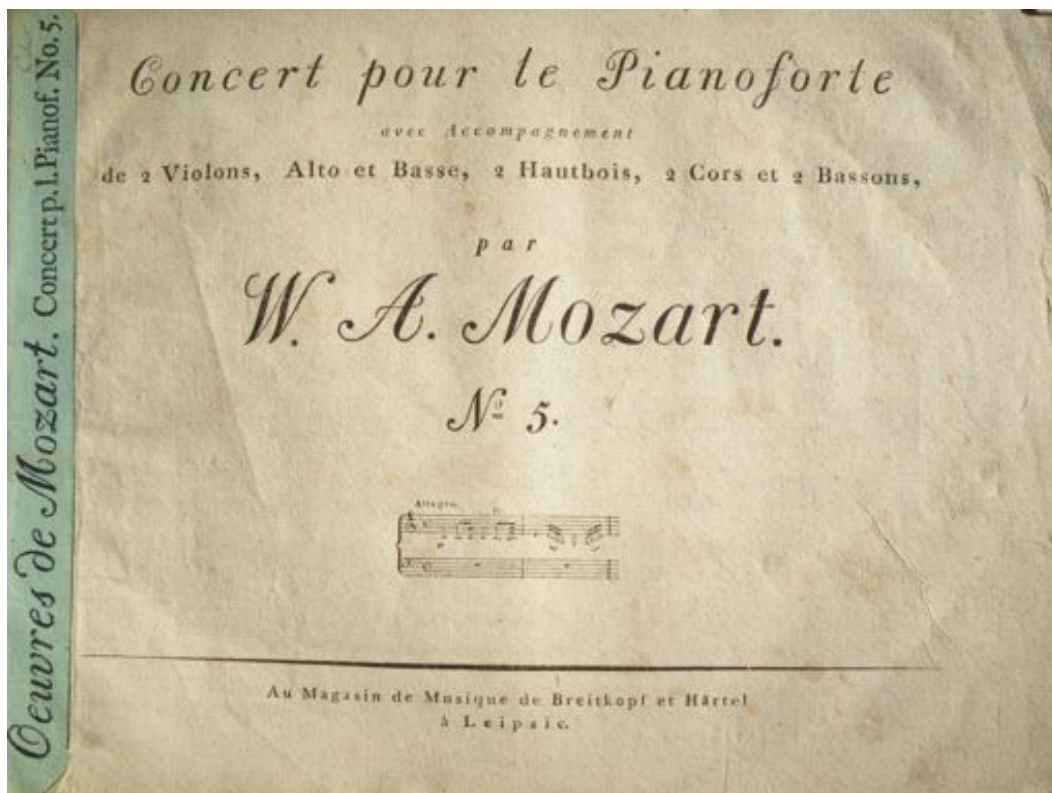 Oeuvres de Mozart. Concert p. l. Pianof. No. 5.
Concert pour le Pianoforte
avec Accompagnement
de 2 Violons, Alto et Basse, 2 Hautbois, 2 Cors et 2 Bassons,
par
W. A. Mozart.
Nº 5.
Allegro.
Au Magasin de Musique de Breitkopf et Härtel
à Leipsic.